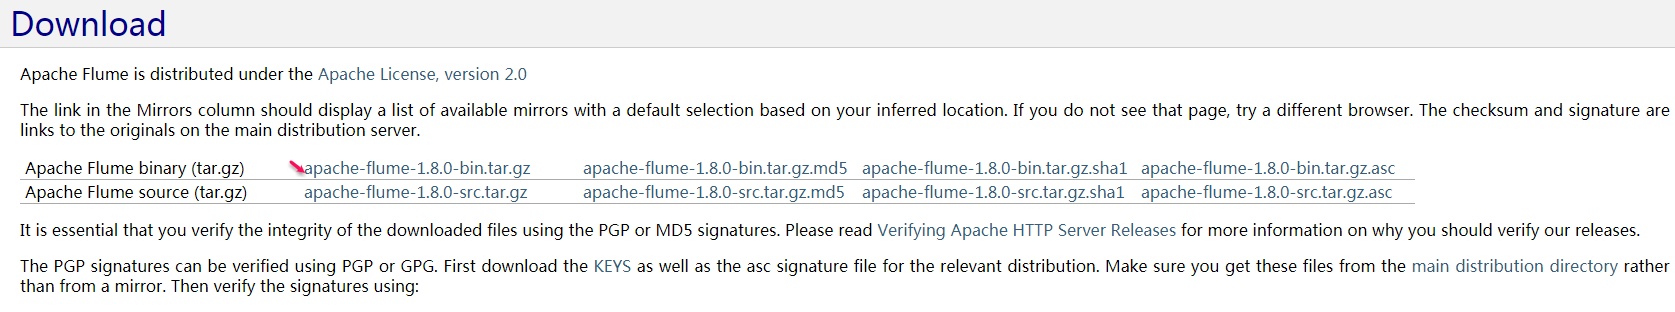 Download
Apache Flume is distributed under the Apache License, version 2.0
The link in the Mirrors column should display a list of available mirrors with a default selection based on your inferred location. If you do not see that page, try a different browser. The checksum and signature are
links to the originals on the main distribution server.
Apache Flume binary (tar.gz) apache-flume-1.8.0-bin.tar.gz apache-flume-1.8.0-bin.tar.gz.md5 apache-flume-1.8.0-bin.tar.gz.sha1 apache-flume-1.8.0-bin.tar.gz.asc
Apache Flume source (tar.gz) apache-flume-1.8.0-src.tar.gz apache-flume-1.8.0-src.tar.gz.md5 apache-flume-1.8.0-src.tar.gz.sha1 apache-flume-1.8.0-src.tar.gz.asc
It is essential that you verify the integrity of the downloaded files using the PGP or MD5 signatures. Please read Verifying Apache HTTP Server Releases for more information on why you should verify our releases.
The PGP signatures can be verified using PGP or GPG. First download the KEYS as well as the asc signature file for the relevant distribution. Make sure you get these files from the main distribution directory rather
than from a mirror. Then verify the signatures using: